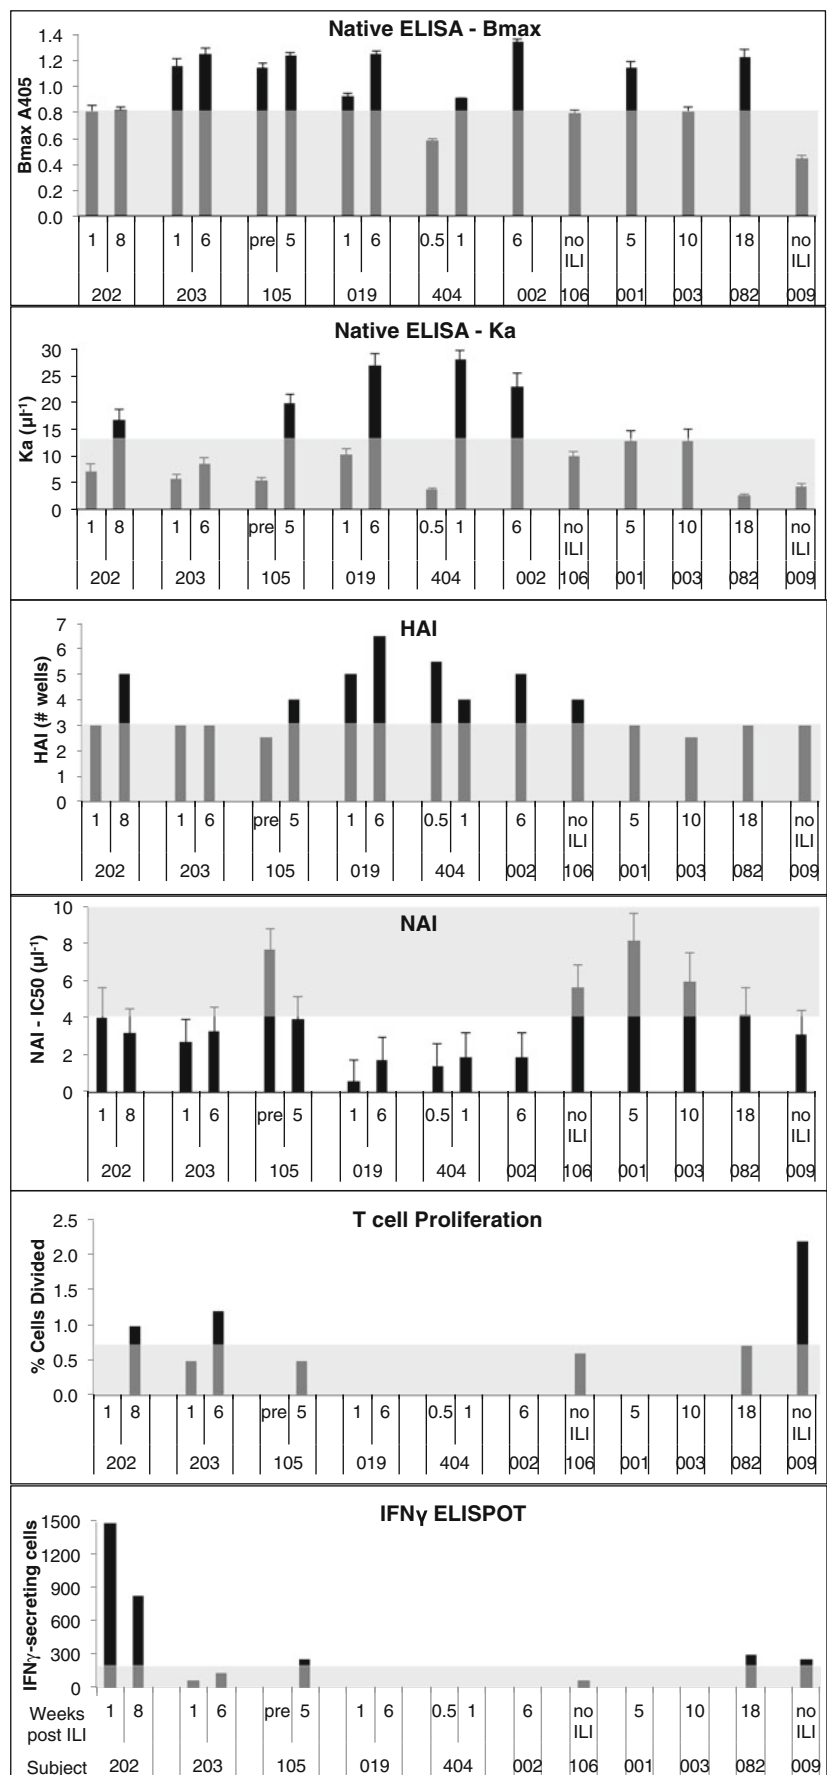 Native ELISA - Bmax
Bmax A405
1.4
1.2
1.0
0.8
0.6
0.4
0.2
0.0
1 8 1 6 pre 5 1 6 0.5 1 6 no ILI 5 10 18 no ILI
202 203 105 019 404 002 106 001 003 082 009
Native ELISA - Ka
Ka (µl-1)
30
25
20
15
10
5
0
1 8 1 6 pre 5 1 6 0.5 1 6 no ILI 5 10 18 no ILI
202 203 105 019 404 002 106 001 003 082 009
HAI
HAI (# wells)
7
6
5
4
3
2
1
0
1 8 1 6 pre 5 1 6 0.5 1 6 no ILI 5 10 18 no ILI
202 203 105 019 404 002 106 001 003 082 009
NAI
NAI - IC50 (µl-1)
10
8
6
4
2
0
1 8 1 6 pre 5 1 6 0.5 1 6 no ILI 5 10 18 no ILI
202 203 105 019 404 002 106 001 003 082 009
T cell Proliferation
% Cells Divided
2.5
2.0
1.5
1.0
0.5
0.0
1 8 1 6 pre 5 1 6 0.5 1 6 no ILI 5 10 18 no ILI
202 203 105 019 404 002 106 001 003 082 009
IFNγ ELISPOT
IFNγ-secreting cells
1500
1200
900
600
300
0
Weeks post ILI 1 8 1 6 pre 5 1 6 0.5 1 6 no ILI 5 10 18 no ILI
Subject 202 203 105 019 404 002 106 001 003 082 009